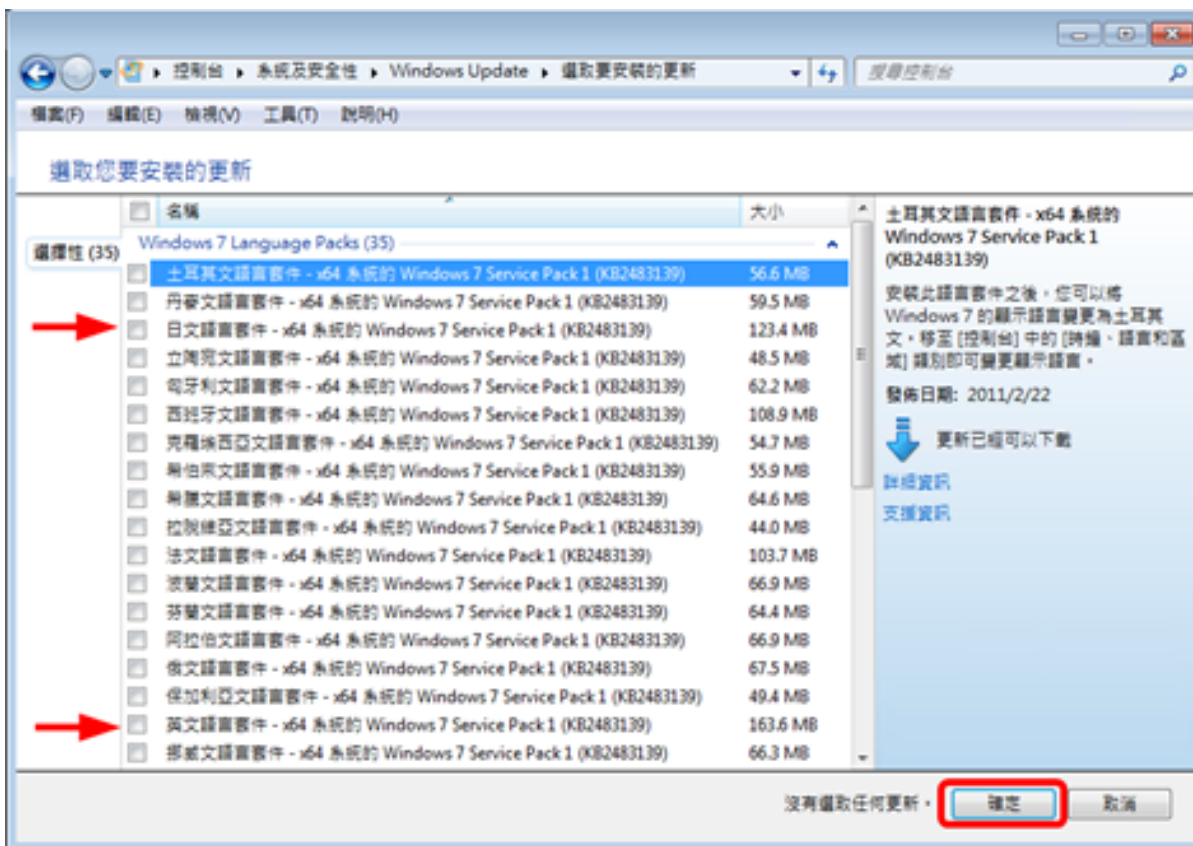 控制台 ▸ 系統及安全性 ▸ Windows Update ▸ 選取要安裝的更新
搜尋控制台
檔案(F) 編輯(E) 檢視(V) 工具(T) 說明(H)
選取您要安裝的更新
名稱 大小
選擇性 (35)
Windows 7 Language Packs (35)
土耳其文語言套件 - x64 系統的 Windows 7 Service Pack 1 (KB2483139) 56.6 MB
丹麥文語言套件 - x64 系統的 Windows 7 Service Pack 1 (KB2483139) 59.5 MB
日文語言套件 - x64 系統的 Windows 7 Service Pack 1 (KB2483139) 123.4 MB
立陶宛文語言套件 - x64 系統的 Windows 7 Service Pack 1 (KB2483139) 48.5 MB
匈牙利文語言套件 - x64 系統的 Windows 7 Service Pack 1 (KB2483139) 62.2 MB
西班牙文語言套件 - x64 系統的 Windows 7 Service Pack 1 (KB2483139) 108.9 MB
克羅埃西亞文語言套件 - x64 系統的 Windows 7 Service Pack 1 (KB2483139) 54.7 MB
希伯來文語言套件 - x64 系統的 Windows 7 Service Pack 1 (KB2483139) 55.9 MB
希臘文語言套件 - x64 系統的 Windows 7 Service Pack 1 (KB2483139) 64.6 MB
拉脫維亞文語言套件 - x64 系統的 Windows 7 Service Pack 1 (KB2483139) 44.0 MB
法文語言套件 - x64 系統的 Windows 7 Service Pack 1 (KB2483139) 103.7 MB
波蘭文語言套件 - x64 系統的 Windows 7 Service Pack 1 (KB2483139) 66.9 MB
芬蘭文語言套件 - x64 系統的 Windows 7 Service Pack 1 (KB2483139) 64.4 MB
阿拉伯文語言套件 - x64 系統的 Windows 7 Service Pack 1 (KB2483139) 66.9 MB
俄文語言套件 - x64 系統的 Windows 7 Service Pack 1 (KB2483139) 67.5 MB
保加利亞文語言套件 - x64 系統的 Windows 7 Service Pack 1 (KB2483139) 49.4 MB
英文語言套件 - x64 系統的 Windows 7 Service Pack 1 (KB2483139) 163.6 MB
挪威文語言套件 - x64 系統的 Windows 7 Service Pack 1 (KB2483139) 66.3 MB
土耳其文語言套件 - x64 系統的
Windows 7 Service Pack 1
(KB2483139)
安裝此語言套件之後，您可以將
Windows 7 的顯示語言變更為土耳其
文。移至 [控制台] 中的 [時鐘、語言和區
域] 類別即可變更顯示語言。
發佈日期: 2011/2/22
更新已經可以下載
詳細資訊
支援資訊
沒有選取任何更新。 確定 取消